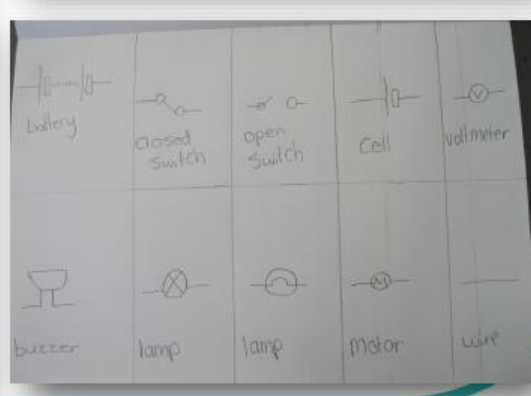 battery
closed
switch
open
switch
Cell
V
voltmeter
buzzer
lamp
lamp
M
motor
wire